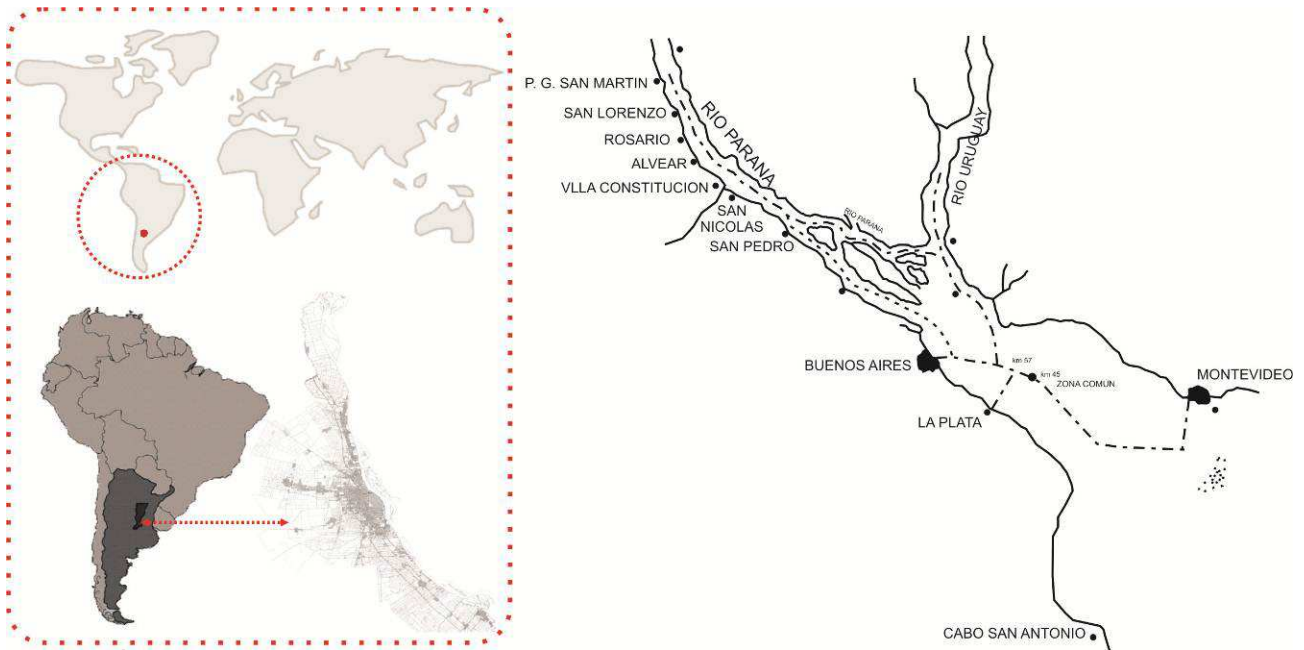 P. G. SAN MARTIN
SAN LORENZO
ROSARIO
ALVEAR
VLLA CONSTITUCION
SAN
NICOLAS
SAN PEDRO
RIO PARANA
RIO PARANA
RIO URUGUAY
BUENOS AIRES
km 57
km 45
ZONA COMUN
MONTEVIDEO
LA PLATA
CABO SAN ANTONIO